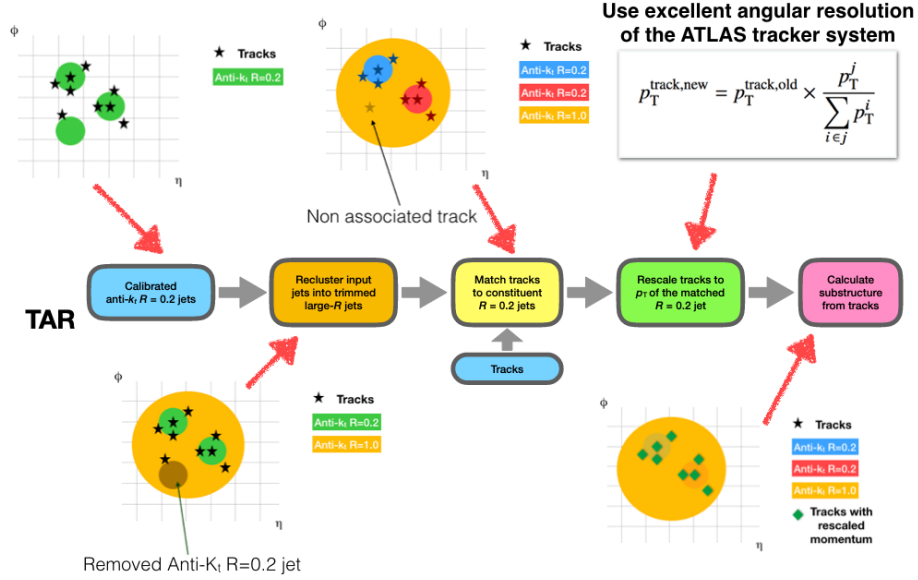 Use excellent angular resolution
of the ATLAS tracker system
ϕ
Tracks
Anti-kₜ R=0.2
η
ϕ
Tracks
Anti-kₜ R=0.2
Anti-kₜ R=0.2
Anti-kₜ R=1.0
η
Non associated track
p_T^{track,new} = p_T^{track,old} × p_T^j / ∑_{i∈j} p_T^i
TAR
Calibrated
anti-kₜ R = 0.2 jets
Recluster input
jets into trimmed
large-R jets
Match tracks
to constituent
R = 0.2 jets
Rescale tracks to
p_T of the matched
R = 0.2 jet
Calculate
substructure
from tracks
Tracks
ϕ
Tracks
Anti-kₜ R=0.2
Anti-kₜ R=1.0
η
Removed Anti-Kₜ R=0.2 jet
ϕ
Tracks
Anti-kₜ R=0.2
Anti-kₜ R=0.2
Anti-kₜ R=1.0
Tracks with
rescaled
momentum
η